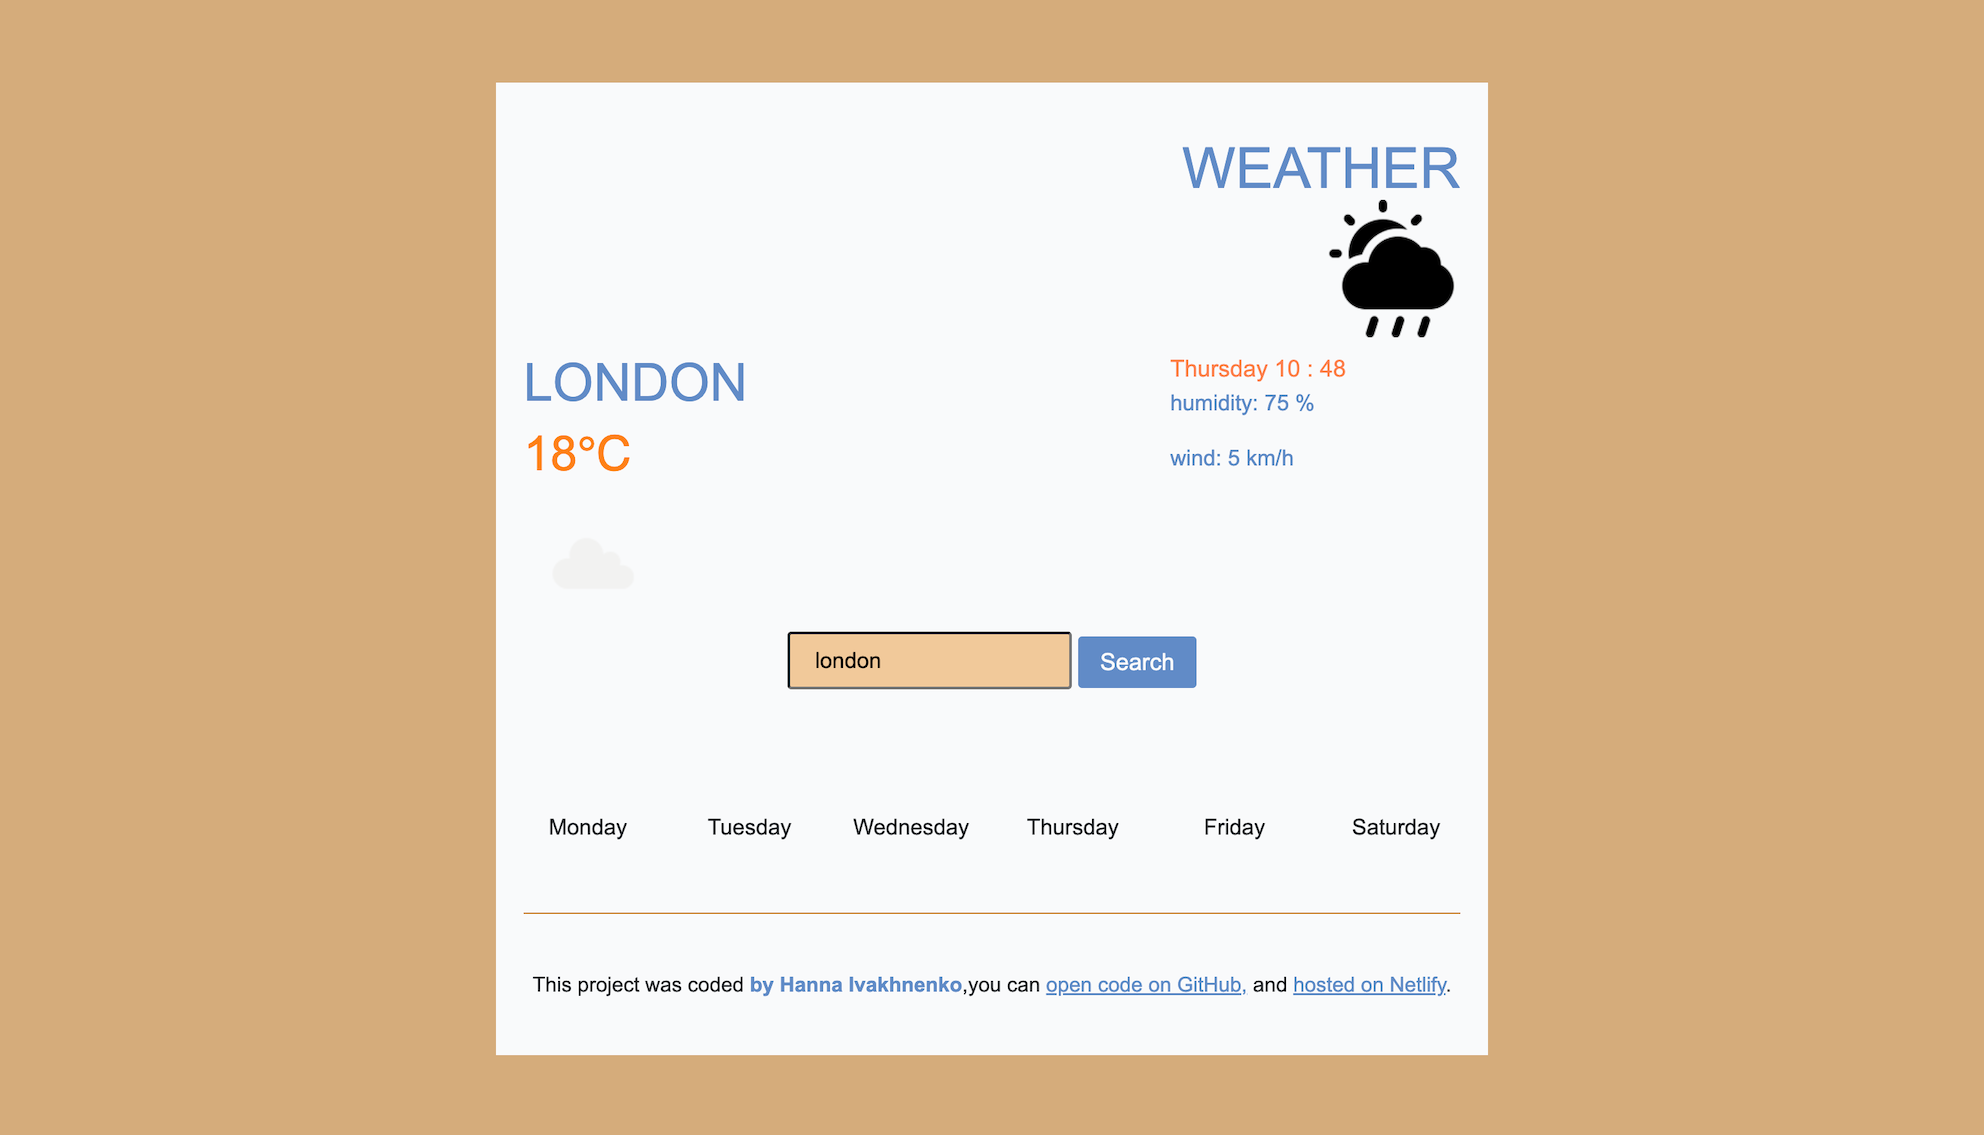 WEATHER
LONDON
18°C
Thursday 10 : 48
humidity: 75 %
wind: 5 km/h
london
Search
Monday Tuesday Wednesday Thursday Friday Saturday
This project was coded by Hanna Ivakhnenko,you can open code on GitHub, and hosted on Netlify.